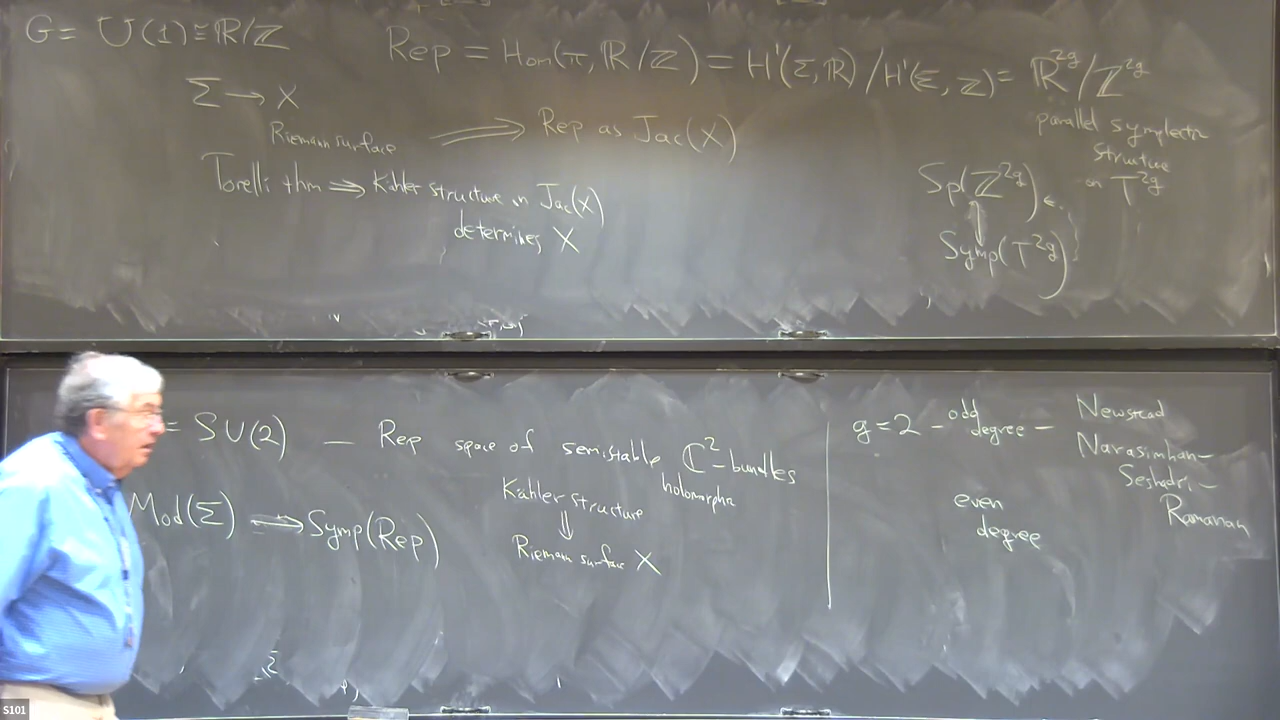 G = U(1) ≅ ℝ/ℤ
Rep = Hom(π, ℝ/ℤ) = H¹(Σ, ℝ)/H¹(Σ, ℤ) = ℝ^2g/ℤ^2g
Σ → X
Riemann surface ⟹ Rep as Jac(X)
Torelli thm ⟹ Kähler structure on Jac(X)
determines X
parallel symplectic
structure
on T^2g
Sp(ℤ^2g)
Symp(T^2g)
= SU(2) — Rep space of semistable ℂ²-bundles
holomorphic
Mod(Σ) ⟹ Symp(Rep)
Kähler structure
⇓
Riemann surface X
g = 2 - odd degree - Newstead
Narasimhan-
Seshadri-
Ramanan
even
degree
S101